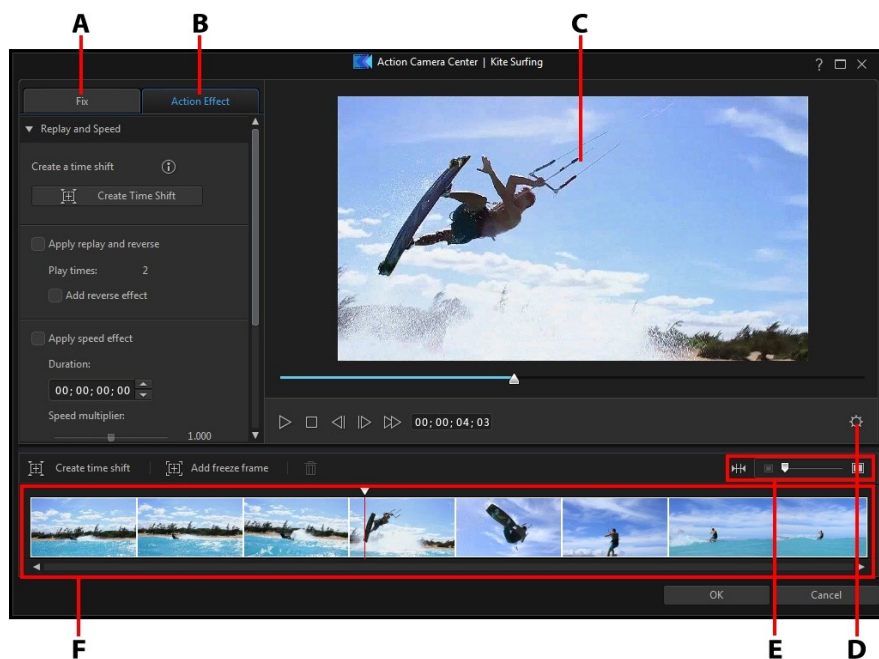 A B C
Action Camera Center | Kite Surfing
Fix Action Effect
Replay and Speed
Create a time shift
Create Time Shift
Apply replay and reverse
Play times: 2
Add reverse effect
Apply speed effect
Duration:
00;00;00;00
Speed multiplier:
1.000
00;00;04;03
Create time shift Add freeze frame
OK Cancel
F E D